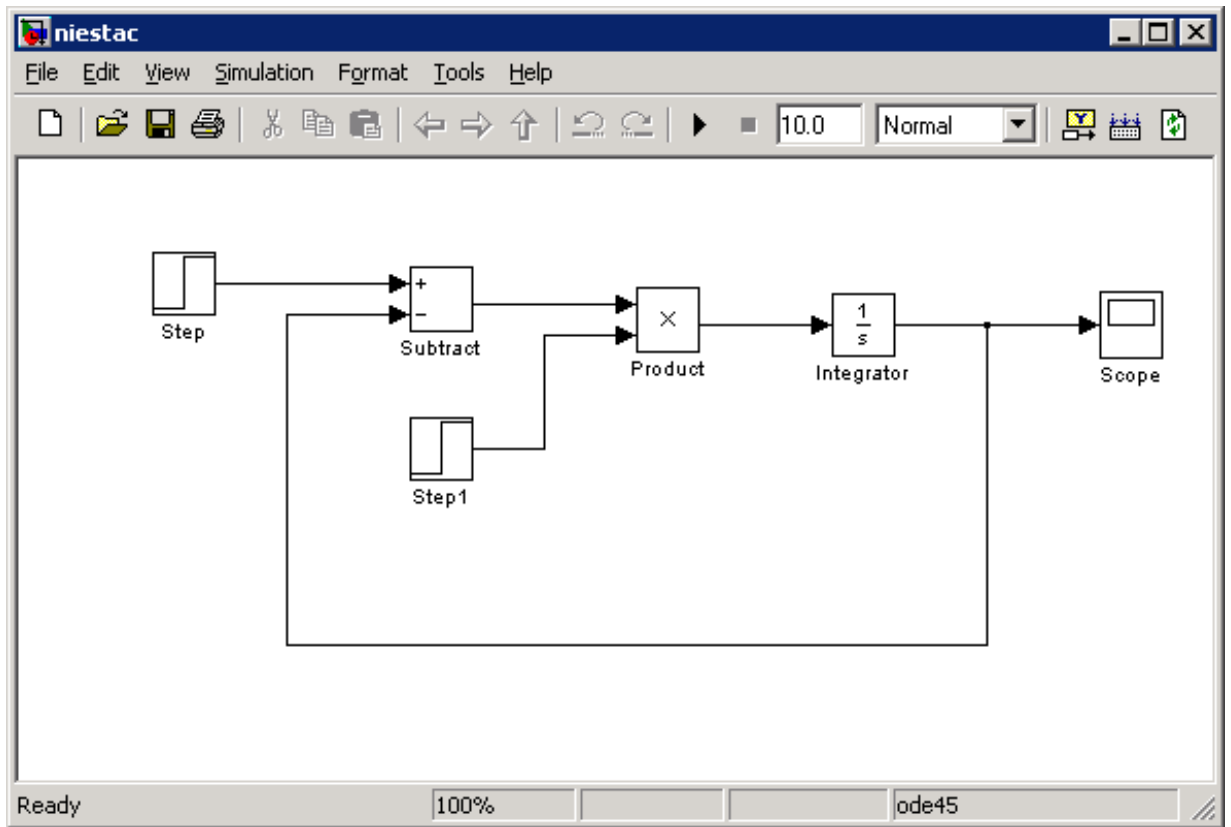 niestac
File Edit View Simulation Format Tools Help
10.0 Normal
Step
+
−
Subtract
×
Product
1
s
Integrator
Scope
Step1
Ready 100% ode45